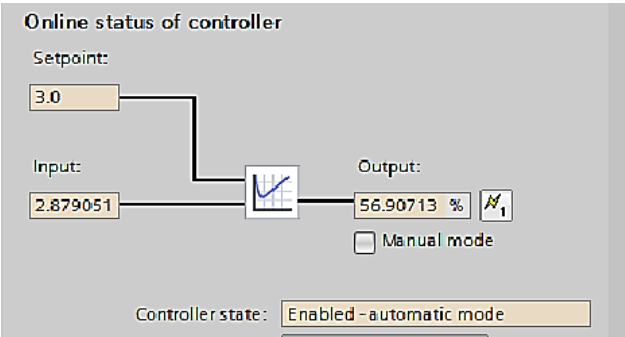 Online status of controller
Setpoint:
3.0
Input:
2.879051
Output:
56.90713 %
1
Manual mode
Controller state: Enabled - automatic mode